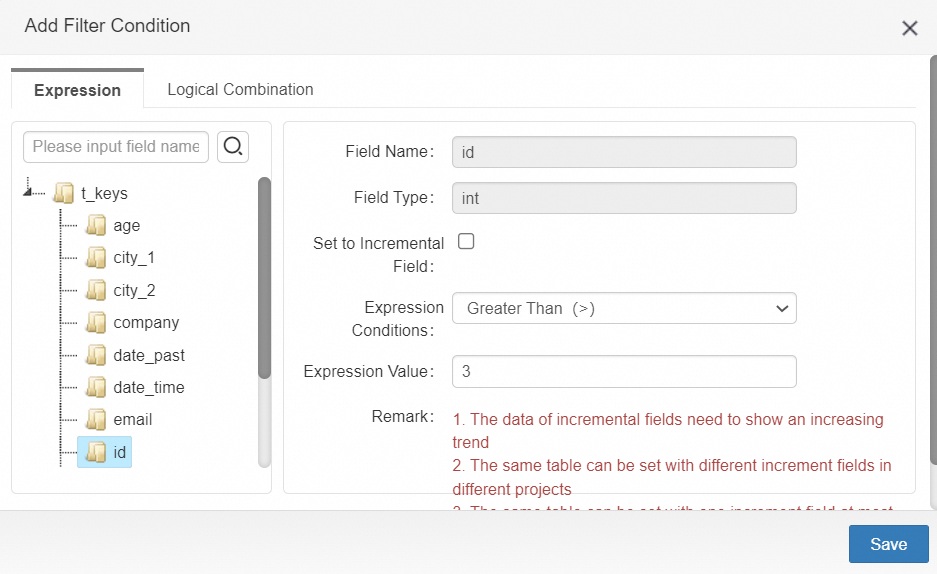 Add Filter Condition
Expression
Logical Combination
Please input field name
t_keys
age
city_1
city_2
company
date_past
date_time
email
id
Field Name:
id
Field Type:
int
Set to Incremental
Field:
Expression
Conditions:
Greater Than (>)
Expression Value:
3
Remark:
1. The data of incremental fields need to show an increasing
trend
2. The same table can be set with different increment fields in
different projects
Save